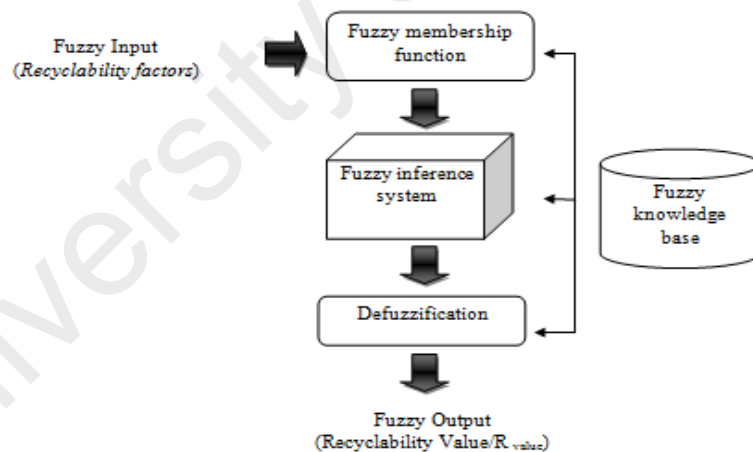 Fuzzy Input
(Recyclability factors)
Fuzzy membership
function
Fuzzy inference
system
Fuzzy
knowledge
base
Defuzzification
Fuzzy Output
(Recyclability Value/R value)